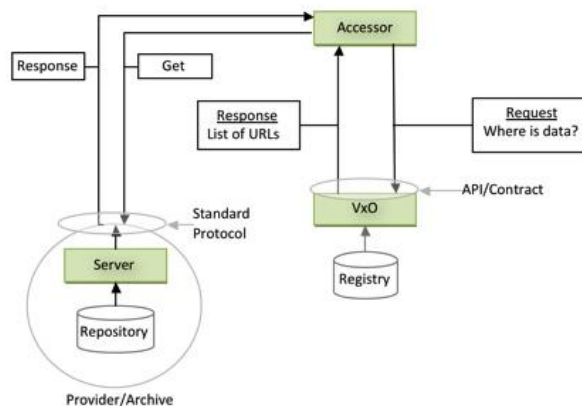 Accessor
Response
Get
Response
List of URLs
Request
Where is data?
API/Contract
Standard
Protocol
VxO
Server
Registry
Repository
Provider/Archive